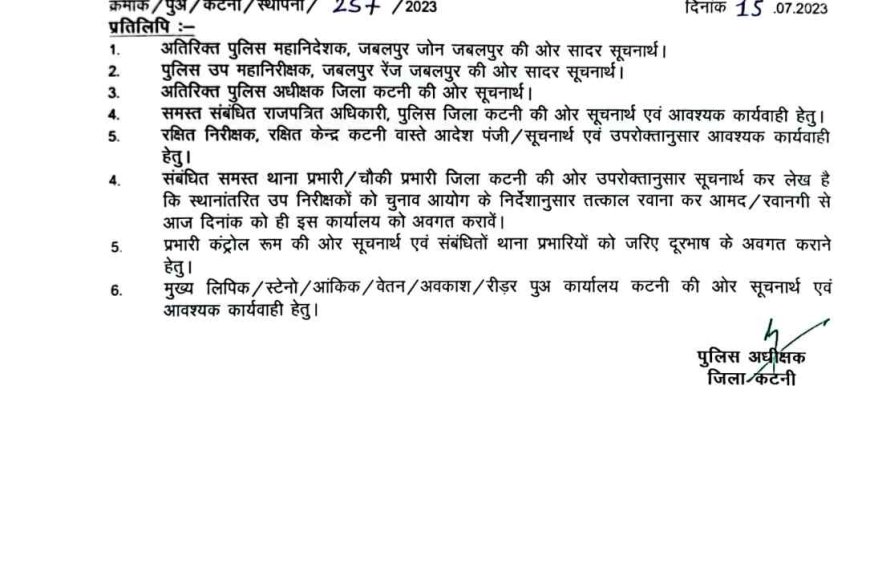 क्रमांक/पुअ/कटनी/स्थापना/ 257 /2023 दिनांक 15 .07.2023
प्रतिलिपि :–
1. अतिरिक्त पुलिस महानिदेशक, जबलपुर जोन जबलपुर की ओर सादर सूचनार्थ।
2. पुलिस उप महानिरीक्षक, जबलपुर रेंज जबलपुर की ओर सादर सूचनार्थ।
3. अतिरिक्त पुलिस अधीक्षक जिला कटनी की ओर सूचनार्थ।
4. समस्त संबंधित राजपत्रित अधिकारी, पुलिस जिला कटनी की ओर सूचनार्थ एवं आवश्यक कार्यवाही हेतु।
5. रक्षित निरीक्षक, रक्षित केन्द्र कटनी वास्ते आदेश पंजी/सूचनार्थ एवं उपरोक्तानुसार आवश्यक कार्यवाही
हेतु।
4. संबंधित समस्त थाना प्रभारी/चौकी प्रभारी जिला कटनी की ओर उपरोक्तानुसार सूचनार्थ कर लेख है
कि स्थानांतरित उप निरीक्षकों को चुनाव आयोग के निर्देशानुसार तत्काल रवाना कर आमद/रवानगी से
आज दिनांक को ही इस कार्यालय को अवगत करावें।
5. प्रभारी कंट्रोल रूम की ओर सूचनार्थ एवं संबंधितों थाना प्रभारियों को जरिए दूरभाष के अवगत कराने
हेतु।
6. मुख्य लिपिक/स्टेनो/आंकिक/वेतन/अवकाश/रीड़र पुअ कार्यालय कटनी की ओर सूचनार्थ एवं
आवश्यक कार्यवाही हेतु।
पुलिस अधीक्षक
जिला कटनी